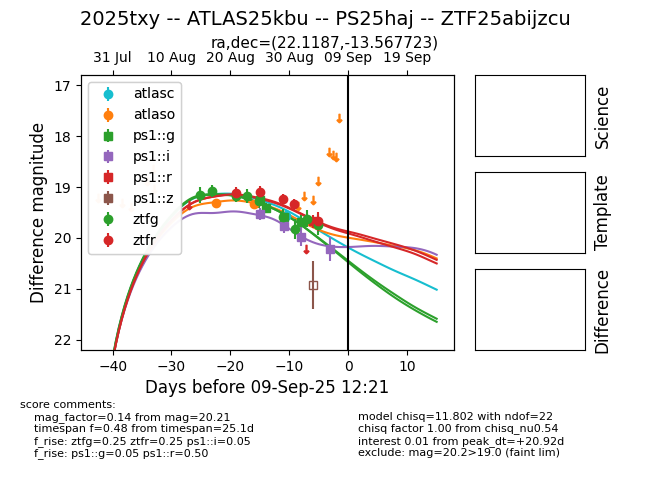 2025txy -- ATLAS25kbu -- PS25haj -- ZTF25abijzcu
ra,dec=(22.1187,-13.567723)
31 Jul 10 Aug 20 Aug 30 Aug 09 Sep 19 Sep
17
18
19
20
21
22
Difference magnitude
atlasc
atlaso
ps1::g
ps1::i
ps1::r
ps1::z
ztfg
ztfr
−40 −30 −20 −10 0 10
Days before 09-Sep-25 12:21
Science
Template
Difference
score comments:
mag_factor=0.14 from mag=20.21
timespan f=0.48 from timespan=25.1d
f_rise: ztfg=0.25 ztfr=0.25 ps1::i=0.05
f_rise: ps1::g=0.05 ps1::r=0.50
model chisq=11.802 with ndof=22
chisq factor 1.00 from chisq_nu0.54
interest 0.01 from peak_dt=+20.92d
exclude: mag=20.2>19.0 (faint lim)